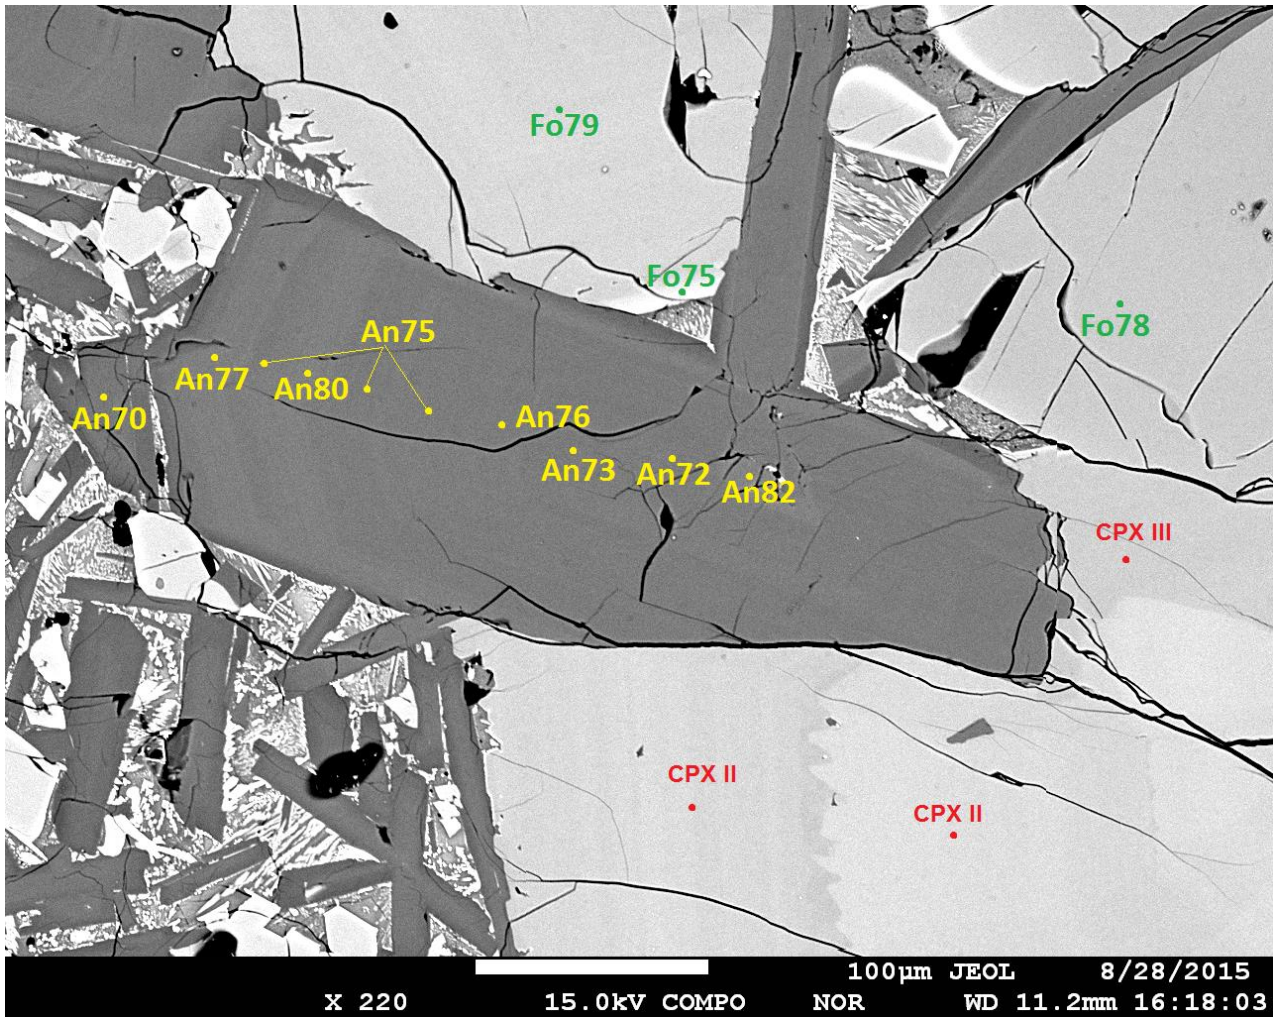 Fo79
Fo75
Fo78
An75
An77
An80
An70
An76
An73
An72
An82
CPX III
CPX II
CPX II
100µm JEOL 8/28/2015
X 220 15.0kV COMPO NOR WD 11.2mm 16:18:03